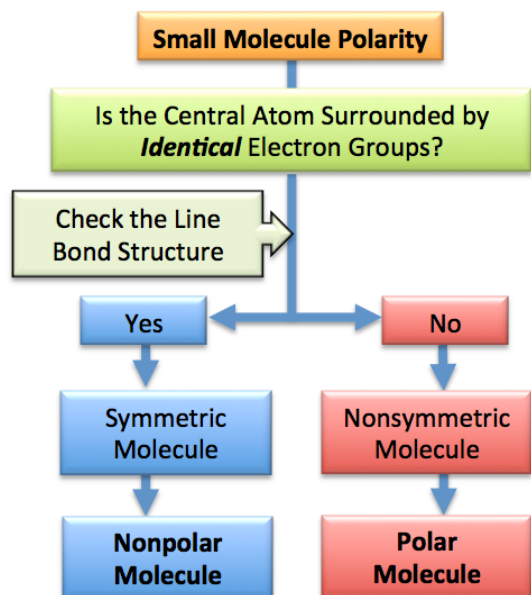 Small Molecule Polarity
Is the Central Atom Surrounded by
Identical Electron Groups?
Check the Line
Bond Structure
Yes
No
Symmetric
Molecule
Nonsymmetric
Molecule
Nonpolar
Molecule
Polar
Molecule